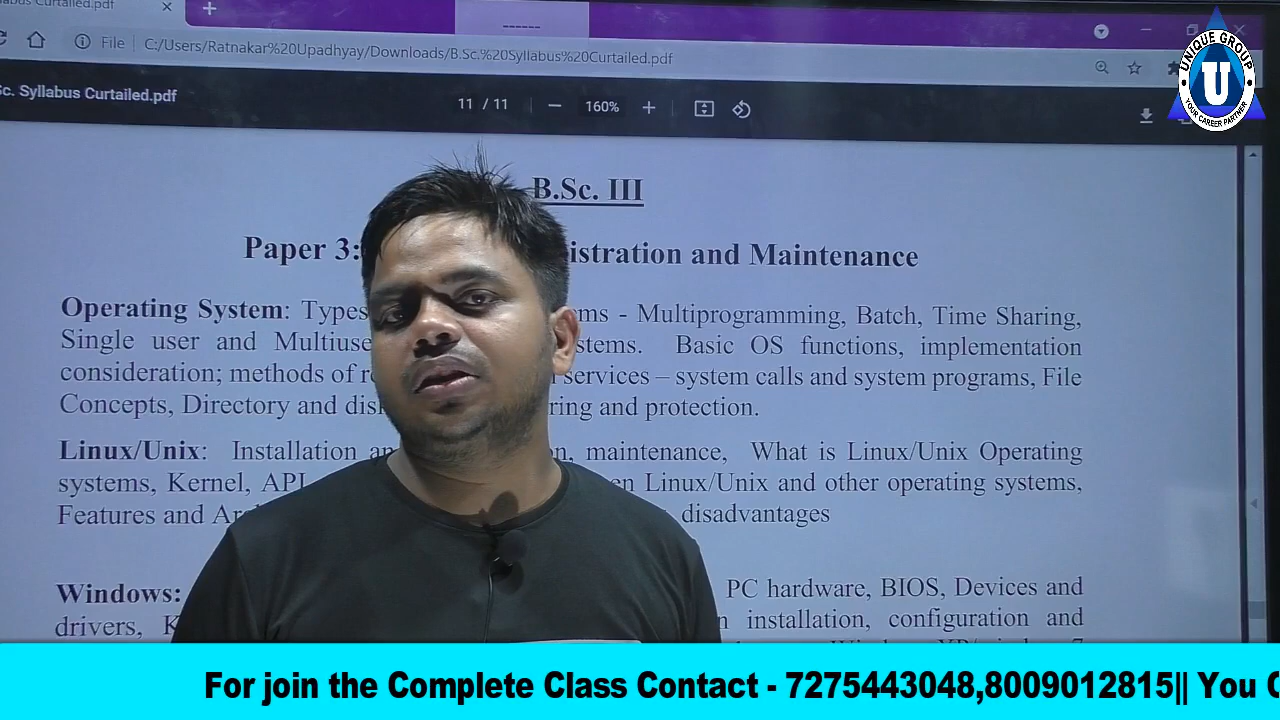 Syllabus Curtailed.pdf
File C:/Users/Ratnakar%20Upadhyay/Downloads/B.Sc.%20Syllabus%20Curtailed.pdf
Sc. Syllabus Curtailed.pdf 11 / 11 160%
UNIQUE GROUP
U
YOUR CAREER PARTNER
B.Sc. III
Paper 3: istration and Maintenance
Operating System: Types ms - Multiprogramming, Batch, Time Sharing,
Single user and Multiuse stems. Basic OS functions, implementation
consideration; methods of re services – system calls and system programs, File
Concepts, Directory and disk ring and protection.
Linux/Unix: Installation an n, maintenance, What is Linux/Unix Operating
systems, Kernel, API en Linux/Unix and other operating systems,
Features and Ar disadvantages
Windows: PC hardware, BIOS, Devices and
drivers, K n installation, configuration and
For join the Complete Class Contact - 7275443048,8009012815|| You